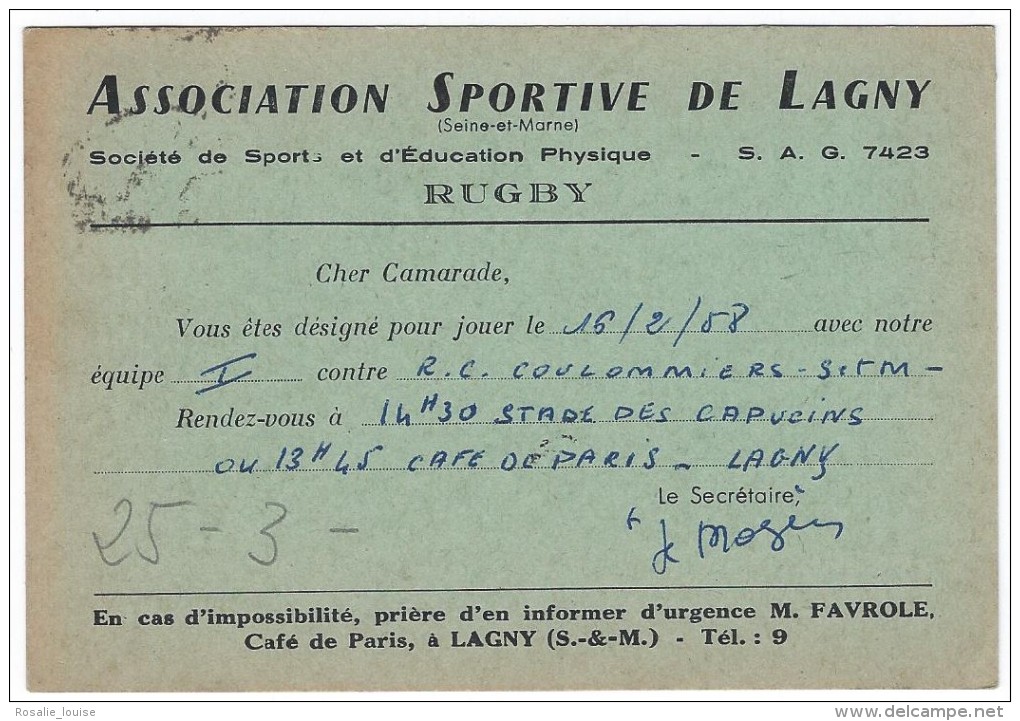 ASSOCIATION SPORTIVE DE LAGNY
(Seine-et-Marne)
Société de Sports et d'Éducation Physique - S. A. G. 7423
RUGBY
Cher Camarade,
Vous êtes désigné pour jouer le 16/2/58 avec notre
équipe I contre R.C. COULOMMIERS - S.ETM -
Rendez-vous à 14H30 STADE DES CAPUCINS
OU 13H45 CAFE DE PARIS - LAGNY
Le Secrétaire,
25-3-
En cas d'impossibilité, prière d'en informer d'urgence M. FAVROLE,
Café de Paris, à LAGNY (S.-&-M.) - Tél. : 9
Rosalie_louise
delcampe.net